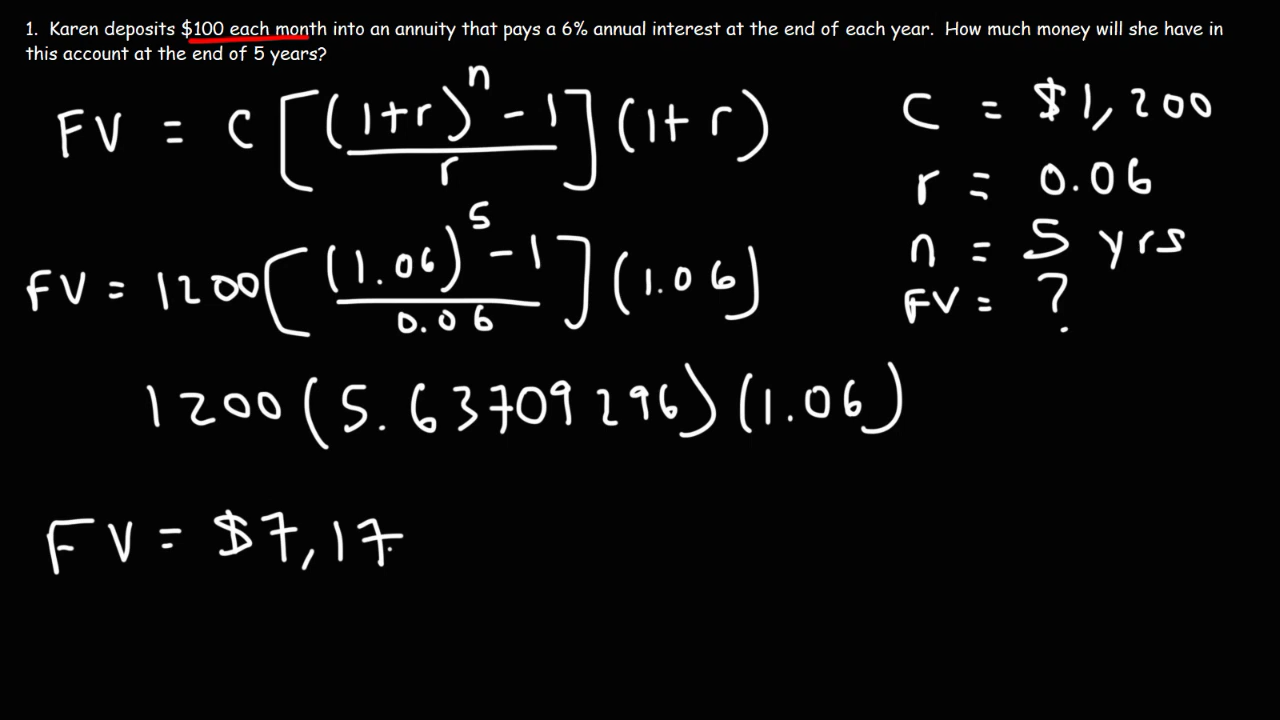 1. Karen deposits $100 each month into an annuity that pays a 6% annual interest at the end of each year. How much money will she have in
this account at the end of 5 years?
FV = C[((1+r)^n - 1)/r](1+r)
C = $1,200
r = 0.06
n = 5 yrs
FV = ?
FV = 1200[((1.06)^5 - 1)/0.06](1.06)
1200(5.63709296)(1.06)
FV = $7,17